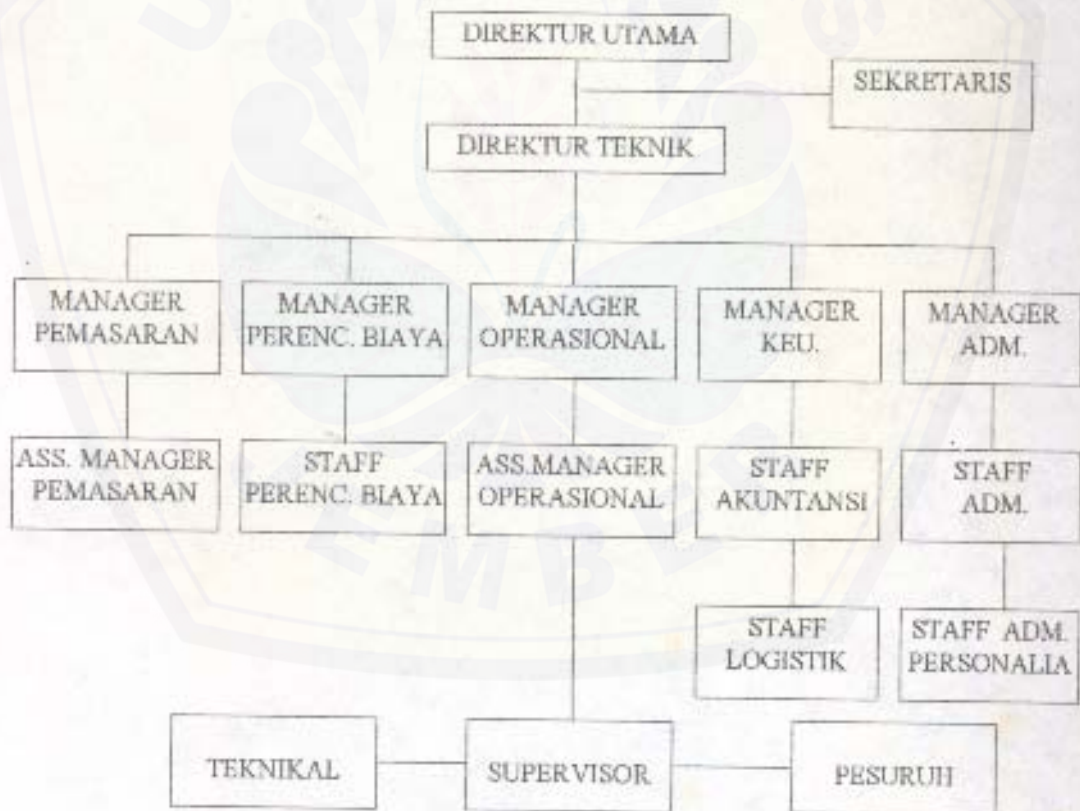 DIREKTUR UTAMA
SEKRETARIS
DIREKTUR TEKNIK
MANAGER
PEMASARAN
MANAGER
PERENC. BIAYA
MANAGER
OPERASIONAL
MANAGER
KEU.
MANAGER
ADM.
ASS. MANAGER
PEMASARAN
STAFF
PERENC. BIAYA
ASS.MANAGER
OPERASIONAL
STAFF
AKUNTANSI
STAFF
ADM.
STAFF
LOGISTIK
STAFF ADM.
PERSONALIA
TEKNIKAL
SUPERVISOR
PESURUH